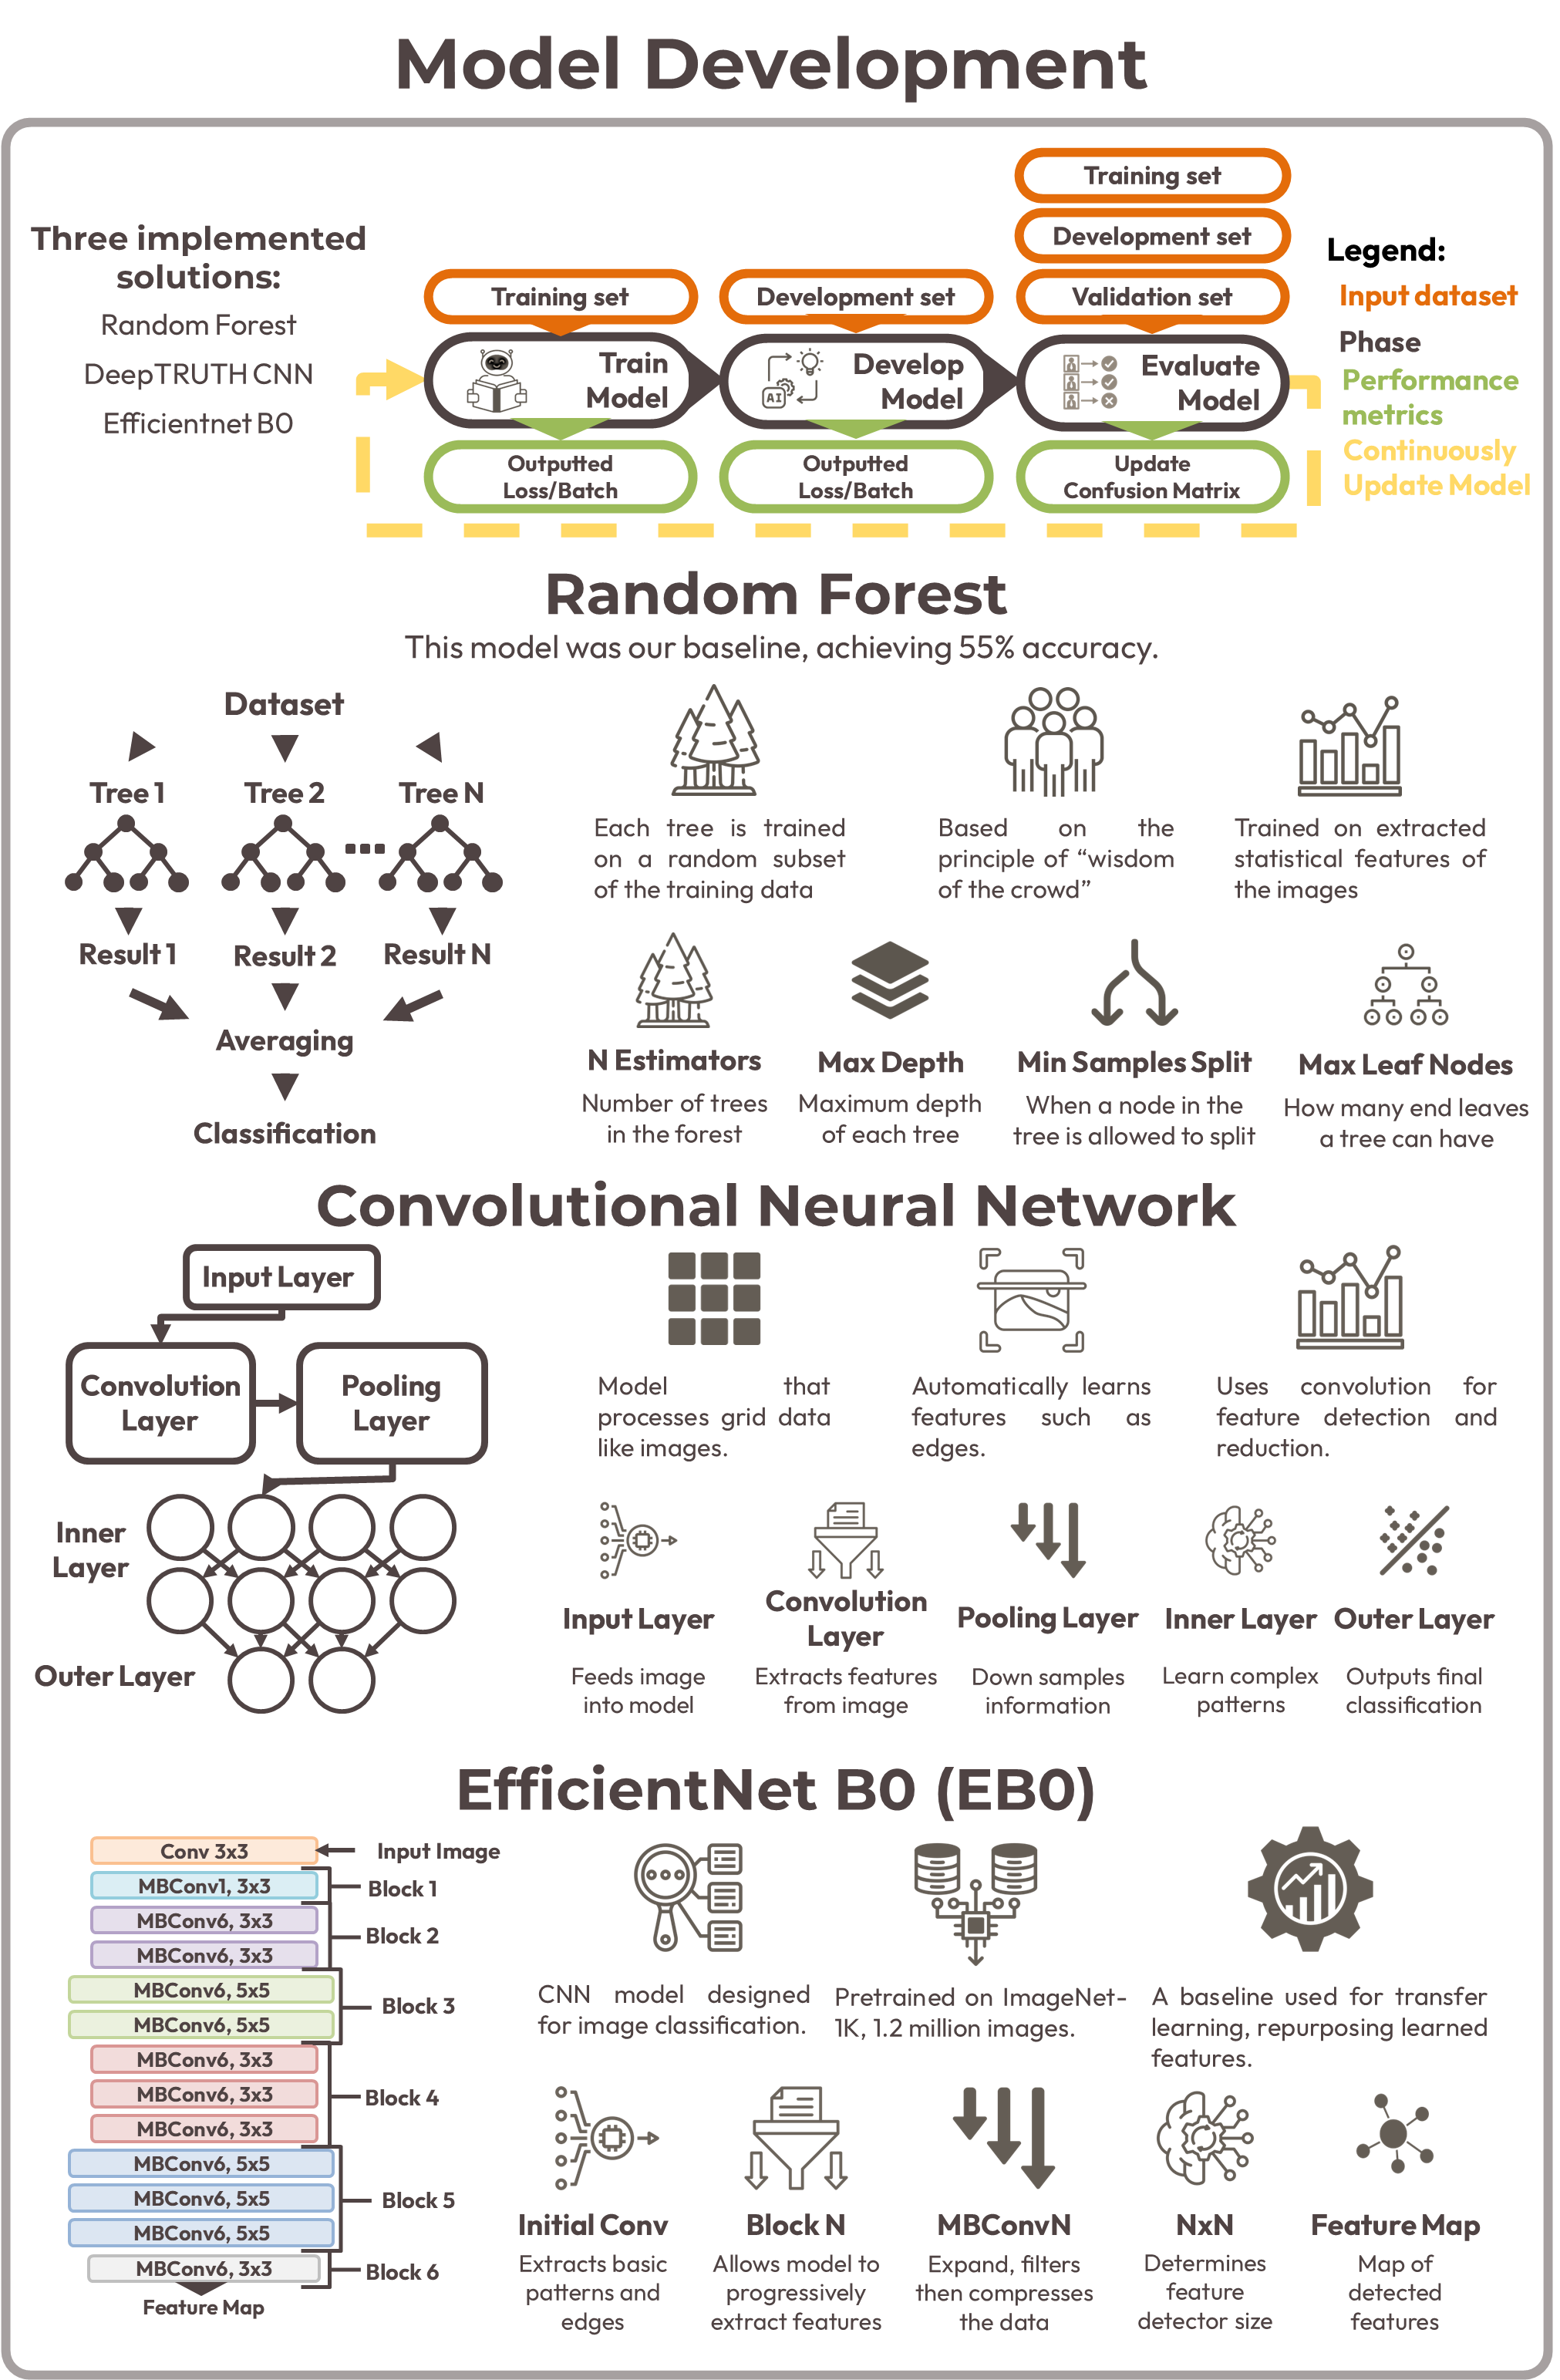 Model Development
Three implemented
solutions:
Random Forest
DeepTRUTH CNN
Efficientnet B0
Training set
Development set
Training set
Development set
Validation set
Train
Model
Develop
Model
AI
Evaluate
Model
Outputted
Loss/Batch
Outputted
Loss/Batch
Update
Confusion Matrix
Legend:
Input dataset
Phase
Performance
metrics
Continuously
Update Model
Random Forest
This model was our baseline, achieving 55% accuracy.
Dataset
Tree 1
Tree 2
Tree N
Result 1
Result 2
Result N
Averaging
Classification
Each tree is trained
on a random subset
of the training data
Based on the
principle of “wisdom
of the crowd”
Trained on extracted
statistical features of
the images
N Estimators
Number of trees
in the forest
Max Depth
Maximum depth
of each tree
Min Samples Split
When a node in the
tree is allowed to split
Max Leaf Nodes
How many end leaves
a tree can have
Convolutional Neural Network
Input Layer
Convolution
Layer
Pooling
Layer
Inner
Layer
Outer Layer
Model that
processes grid data
like images.
Automatically learns
features such as
edges.
Uses convolution for
feature detection and
reduction.
Input Layer
Feeds image
into model
Convolution
Layer
Extracts features
from image
Pooling Layer
Down samples
information
Inner Layer
Learn complex
patterns
Outer Layer
Outputs final
classification
EfficientNet B0 (EB0)
Conv 3x3
Input Image
MBConv1, 3x3
Block 1
MBConv6, 3x3
MBConv6, 3x3
Block 2
MBConv6, 5x5
MBConv6, 5x5
Block 3
MBConv6, 3x3
MBConv6, 3x3
MBConv6, 3x3
Block 4
MBConv6, 5x5
MBConv6, 5x5
MBConv6, 5x5
Block 5
MBConv6, 3x3
Block 6
Feature Map
CNN model designed
for image classification.
Pretrained on ImageNet-
1K, 1.2 million images.
A baseline used for transfer
learning, repurposing learned
features.
Initial Conv
Extracts basic
patterns and
edges
Block N
Allows model to
progressively
extract features
MBConvN
Expand, filters
then compresses
the data
NxN
Determines
feature
detector size
Feature Map
Map of
detected
features